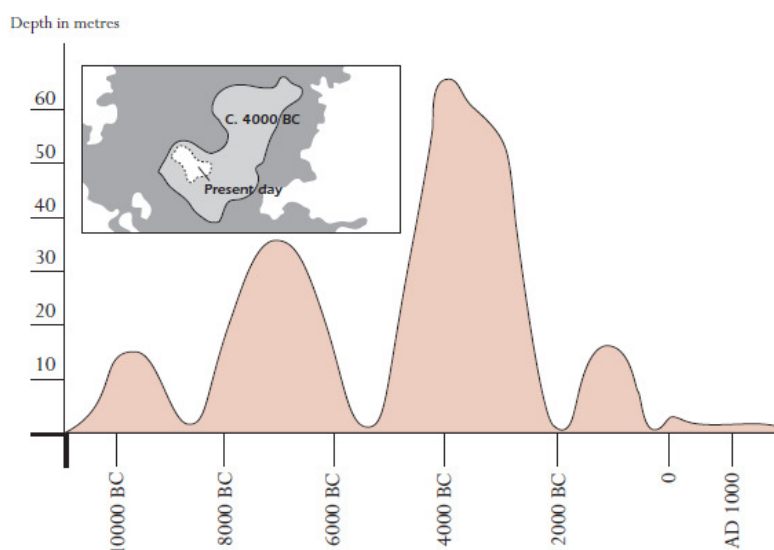 Depth in metres
60
50
40
30
20
10
C. 4000 BC
Present day
10000 BC
8000 BC
6000 BC
4000 BC
2000 BC
0
AD 1000